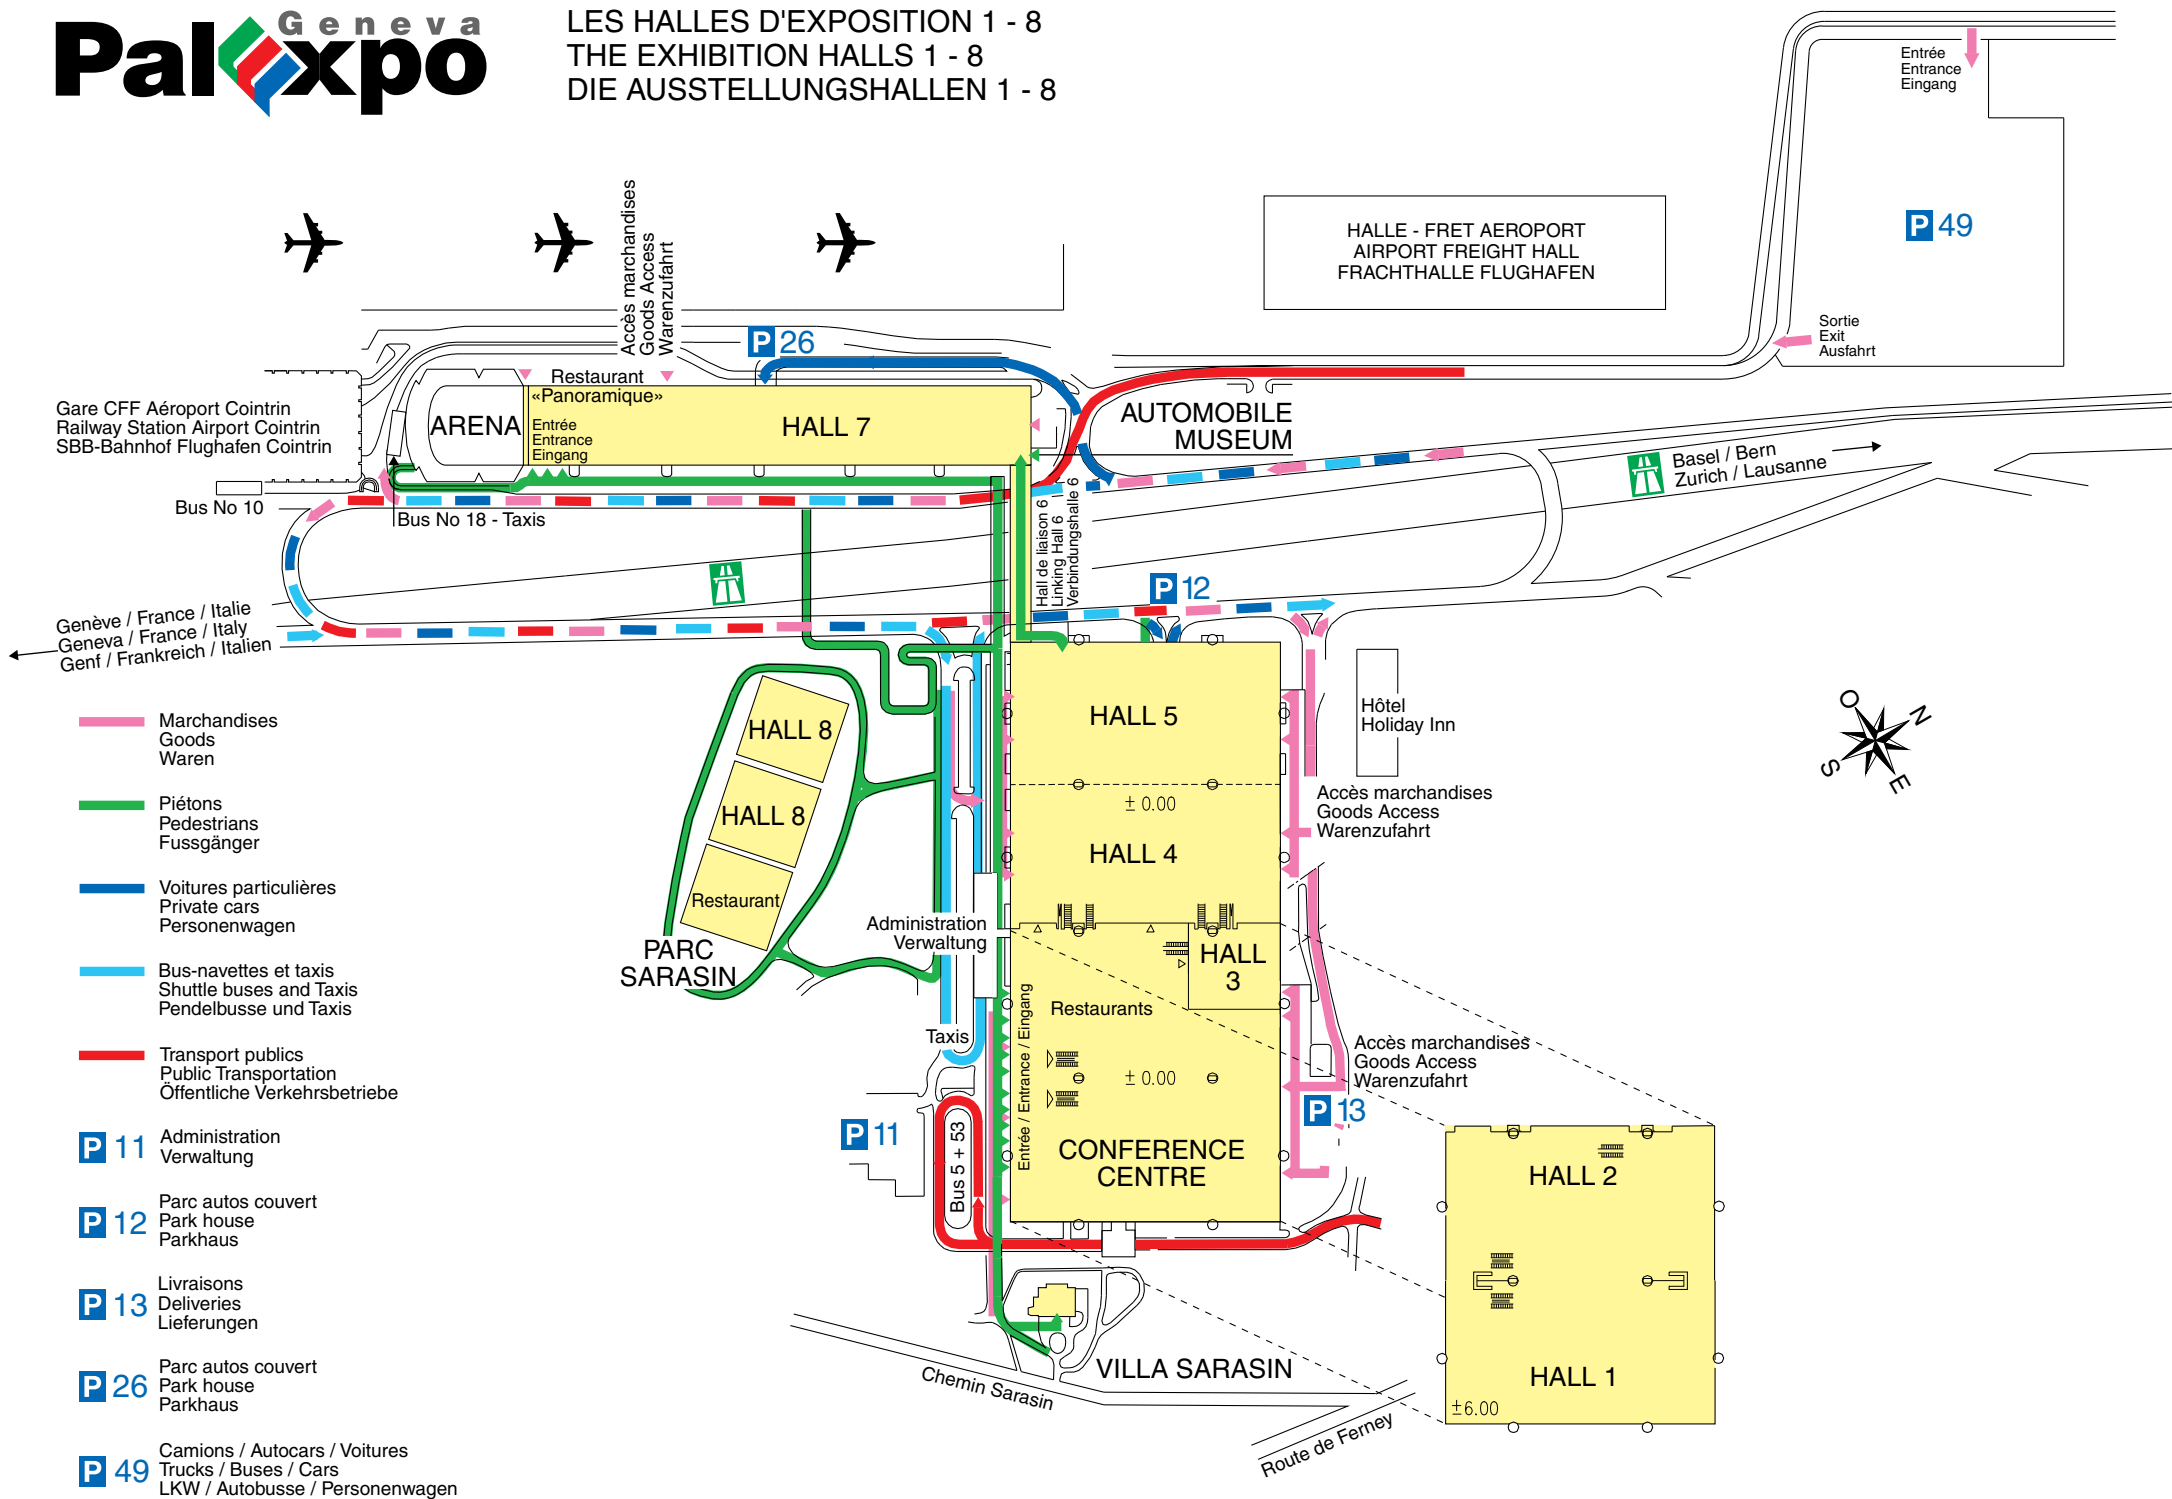 Geneva
Palexpo
LES HALLES D'EXPOSITION 1 - 8
THE EXHIBITION HALLS 1 - 8
DIE AUSSTELLUNGSHALLEN 1 - 8
Entrée
Entrance
Eingang
P 49
HALLE - FRET AEROPORT
AIRPORT FREIGHT HALL
FRACHTHALLE FLUGHAFEN
Sortie
Exit
Ausfahrt
Accès marchandises
Goods Access
Warenzufahrt
P 26
Restaurant
«Panoramique»
ARENA
Entrée
Entrance
Eingang
HALL 7
AUTOMOBILE
MUSEUM
Gare CFF Aéroport Cointrin
Railway Station Airport Cointrin
SBB-Bahnhof Flughafen Cointrin
Bus No 10
Bus No 18 - Taxis
Basel / Bern
Zurich / Lausanne
Hall de liaison 6
Linking Hall 6
Verbindungshalle 6
P 12
Genève / France / Italie
Geneva / France / Italy
Genf / Frankreich / Italien
HALL 8
HALL 8
Restaurant
PARC
SARASIN
HALL 5
± 0.00
HALL 4
Hôtel
Holiday Inn
O
N
S
E
Accès marchandises
Goods Access
Warenzufahrt
Administration
Verwaltung
HALL
3
Restaurants
Entrée / Entrance / Eingang
± 0.00
CONFERENCE
CENTRE
Taxis
Accès marchandises
Goods Access
Warenzufahrt
P 13
P 11
Bus 5 + 53
HALL 2
HALL 1
±6.00
VILLA SARASIN
Chemin Sarasin
Route de Ferney
Marchandises
Goods
Waren
Piétons
Pedestrians
Fussgänger
Voitures particulières
Private cars
Personenwagen
Bus-navettes et taxis
Shuttle buses and Taxis
Pendelbusse und Taxis
Transport publics
Public Transportation
Öffentliche Verkehrsbetriebe
P 11
Administration
Verwaltung
P 12
Parc autos couvert
Park house
Parkhaus
P 13
Livraisons
Deliveries
Lieferungen
P 26
Parc autos couvert
Park house
Parkhaus
P 49
Camions / Autocars / Voitures
Trucks / Buses / Cars
LKW / Autobusse / Personenwagen